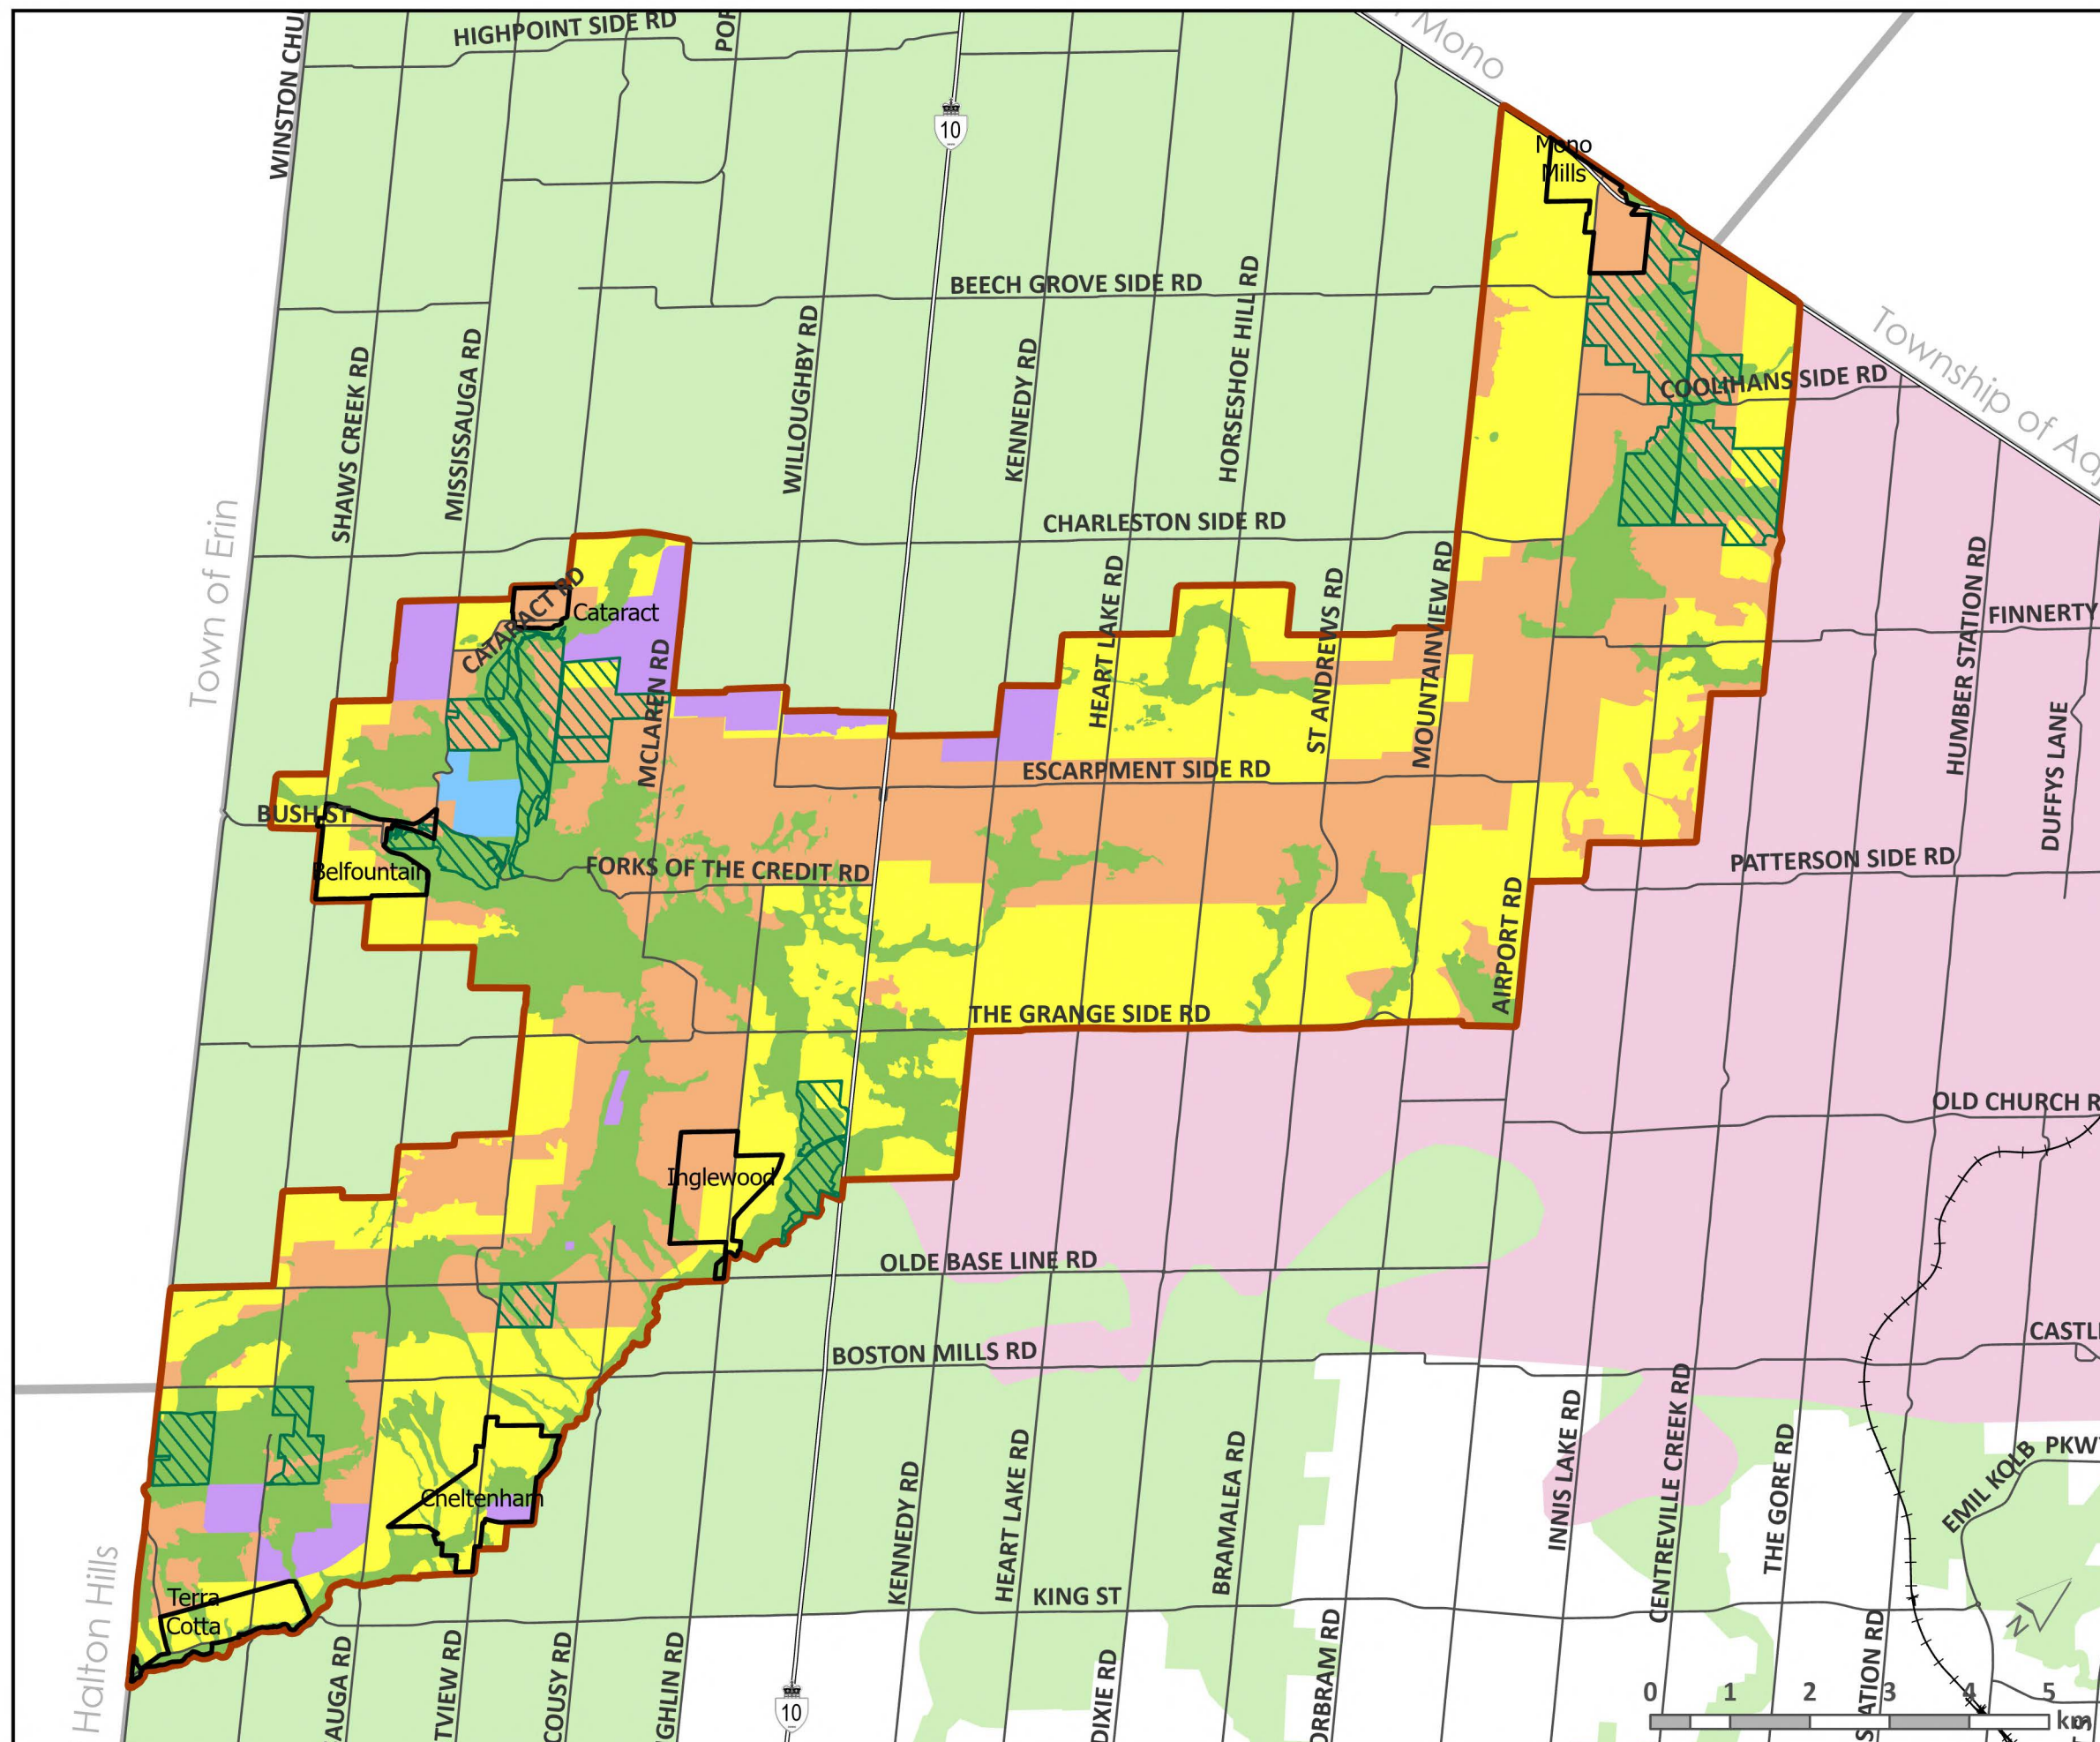 HIGHPOINT SIDE RD
WINSTON CHU
POR
Mono
10
Mono
Mills
BEECH GROVE SIDE RD
HORSESHOE HILL RD
WILLOUGHBY RD
KENNEDY RD
SHAWS CREEK RD
MISSISSAUGA RD
COOLIHANS SIDE RD
Township of Adj
Town of Erin
CHARLESTON SIDE RD
CATARACT RD
Cataract
MCLAREN RD
HEART LAKE RD
ST ANDREWS RD
MOUNTAINVIEW RD
HUMBER STATION RD
FINNERTY
DUFFYS LANE
ESCARPMENT SIDE RD
BUSH ST
Belfountain
FORKS OF THE CREDIT RD
PATTERSON SIDE RD
AIRPORT RD
THE GRANGE SIDE RD
OLD CHURCH R
Inglewood
OLDE BASE LINE RD
BOSTON MILLS RD
CASTL
KENNEDY RD
HEART LAKE RD
BRAMALEA RD
INNIS LAKE RD
CENTREVILLE CREEK RD
THE GORE RD
EMIL KOLB
PKWY
Cheltenham
Terra
Cotta
Halton Hills
KING ST
AUGA RD
TVIEW RD
COUSY RD
GHLIN RD
10
DIXIE RD
ORBRAM RD
STATION RD
N
0 1 2 3 4 5
km